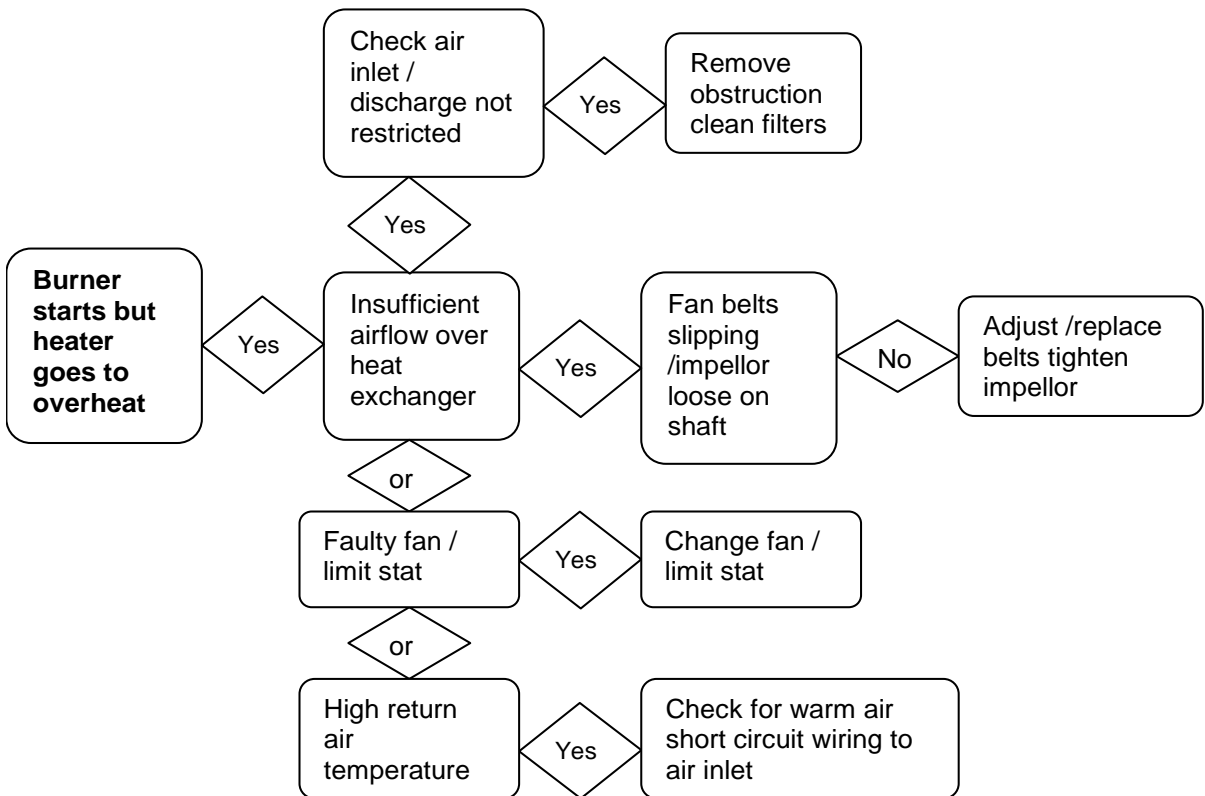 Check air
inlet /
discharge not
restricted
Yes
Remove
obstruction
clean filters
Yes
Burner
starts but
heater
goes to
overheat
Yes
Insufficient
airflow over
heat
exchanger
Yes
Fan belts
slipping
/impellor
loose on
shaft
No
Adjust /replace
belts tighten
impellor
or
Faulty fan /
limit stat
Yes
Change fan /
limit stat
or
High return
air
temperature
Yes
Check for warm air
short circuit wiring to
air inlet